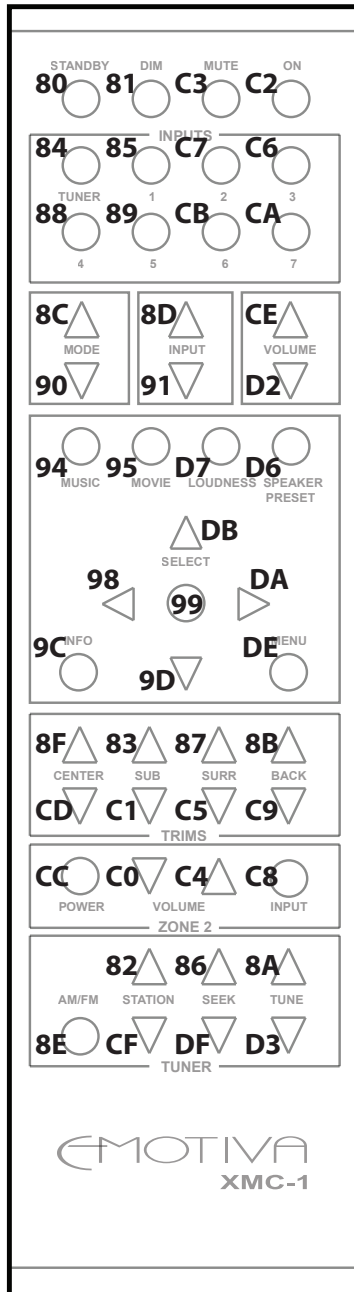 STANDBY DIM MUTE ON
80 81 C3 C2
INPUTS
84 85 C7 C6
TUNER 1 2 3
88 89 CB CA
4 5 6 7
8C 8D CE
MODE INPUT VOLUME
90 91 D2
94 95 D7 D6
MUSIC MOVIE LOUDNESS SPEAKER
PRESET
DB
SELECT
98 99 DA
INFO MENU
9C 9D DE
8F 83 87 8B
CENTER SUB SURR BACK
CD C1 C5 C9
TRIMS
CC C0 C4 C8
POWER VOLUME INPUT
ZONE 2
82 86 8A
AM/FM STATION SEEK TUNE
8E CF DF D3
TUNER
EMOTIVA
XMC-1